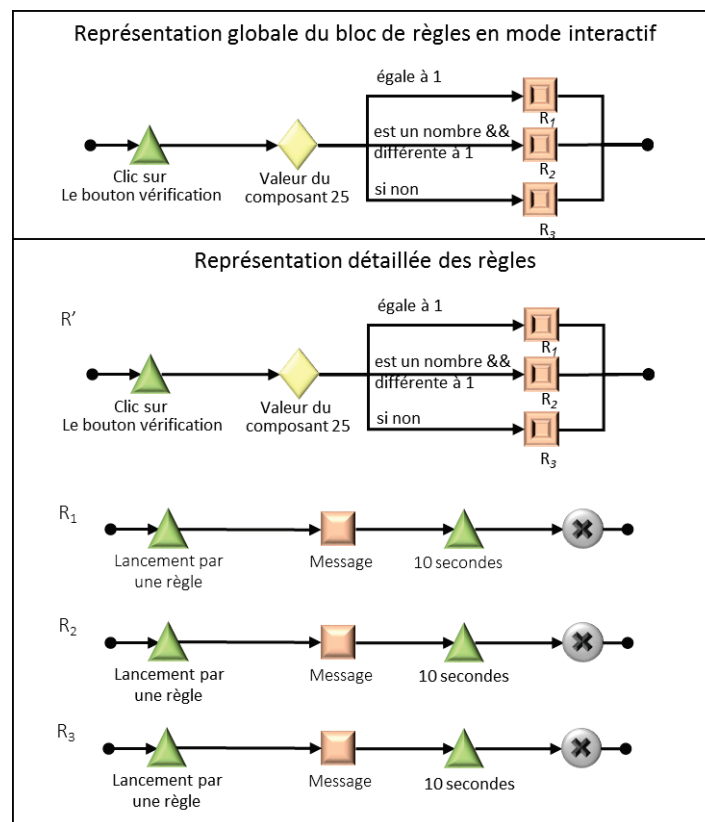 Représentation globale du bloc de règles en mode interactif
égale à 1
R1
est un nombre &&
différente à 1
R2
Clic sur
Le bouton vérification
Valeur du
composant 25
si non
R3
Représentation détaillée des règles
R’
égale à 1
R1
est un nombre &&
différente à 1
R2
Clic sur
Le bouton vérification
Valeur du
composant 25
si non
R3
R1
Lancement par
une règle
Message
10 secondes
R2
Lancement par
une règle
Message
10 secondes
R3
Lancement par
une règle
Message
10 secondes